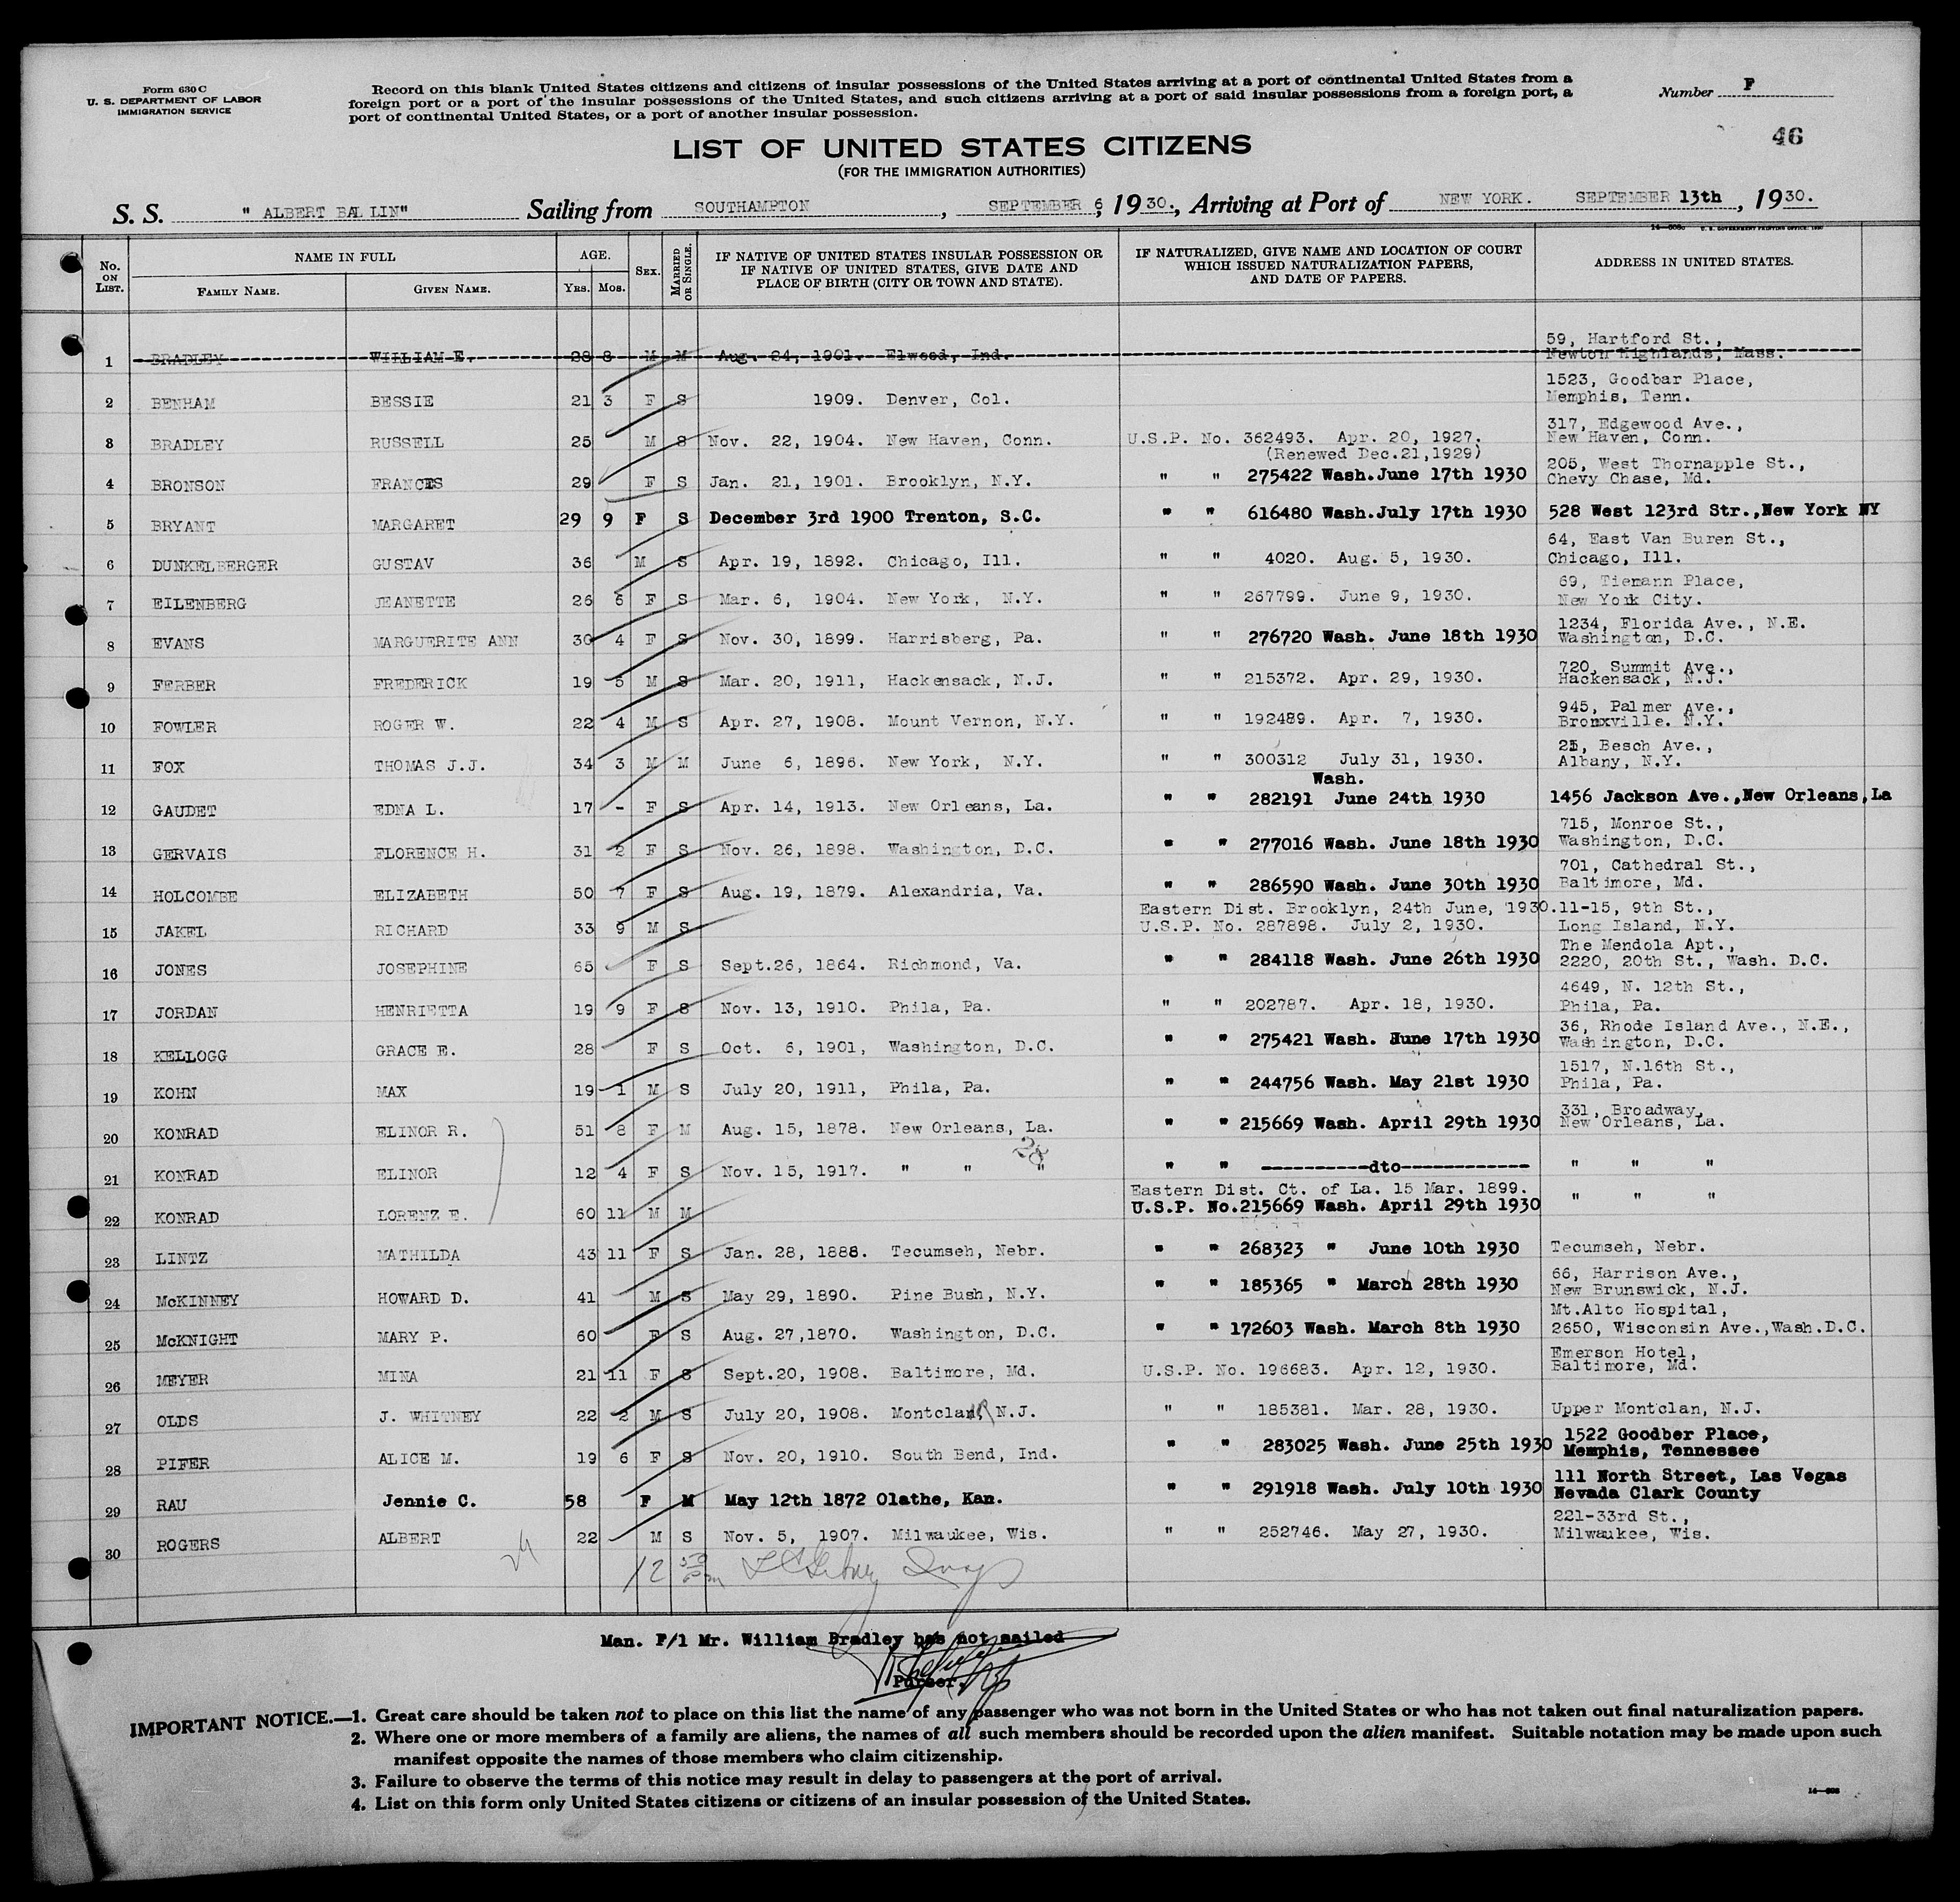 Form 630 C
U. S. DEPARTMENT OF LABOR
IMMIGRATION SERVICE
Record on this blank United States citizens and citizens of insular possessions of the United States arriving at a port of continental United States from a
foreign port or a port of the insular possessions of the United States, and such citizens arriving at a port of said insular possessions from a foreign port, a
port of continental United States, or a port of another insular possession.
Number F
46
LIST OF UNITED STATES CITIZENS
(FOR THE IMMIGRATION AUTHORITIES)
S. S. " ALBERT BALLIN" Sailing from SOUTHAMPTON, SEPTEMBER 6, 1930., Arriving at Port of NEW YORK. SEPTEMBER 13th, 1930.
No. ON LIST. NAME IN FULL FAMILY NAME. GIVEN NAME. AGE. YRS. MOS. SEX. MARRIED OR SINGLE. IF NATIVE OF UNITED STATES INSULAR POSSESSION OR IF NATIVE OF UNITED STATES, GIVE DATE AND PLACE OF BIRTH (CITY OR TOWN AND STATE). IF NATURALIZED, GIVE NAME AND LOCATION OF COURT WHICH ISSUED NATURALIZATION PAPERS, AND DATE OF PAPERS. ADDRESS IN UNITED STATES.
1 BRADLEY WILLIAM E. 28 8 M M Aug. 24, 1901. Elwood, Ind. 59, Hartford St., Newton Highlands, Mass.
2 BENHAM BESSIE 21 3 F S 1909. Denver, Col. 1523, Goodbar Place, Memphis, Tenn.
3 BRADLEY RUSSELL 25 M S Nov. 22, 1904. New Haven, Conn. U.S.P. No. 362493. Apr. 20, 1927. (Renewed Dec.21,1929) 317, Edgewood Ave., New Haven, Conn.
4 BRONSON FRANCES 29 F S Jan. 21, 1901. Brooklyn, N.Y. " " 275422 Wash. June 17th 1930 205, West Thornapple St., Chevy Chase, Md.
5 BRYANT MARGARET 29 9 F S December 3rd 1900 Trenton, S.C. " " 616480 Wash. July 17th 1930 528 West 123rd Str., New York NY
6 DUNKELBERGER GUSTAV 36 M S Apr. 19, 1892. Chicago, Ill. " " 4020. Aug. 5, 1930. 64, East Van Buren St., Chicago, Ill.
7 EILENBERG JEANETTE 26 6 F S Mar. 6, 1904. New York, N.Y. " " 267799. June 9, 1930. 69, Tiemann Place, New York City.
8 EVANS MARGUERITE ANN 30 4 F S Nov. 30, 1899. Harrisberg, Pa. " " 276720 Wash. June 18th 1930 1234, Florida Ave., N.E. Washington, D.C.
9 FERBER FREDERICK 19 5 M S Mar. 20, 1911, Hackensack, N.J. " " 215372. Apr. 29, 1930. 720, Summit Ave., Hackensack, N.J.
10 FOWLER ROGER W. 22 4 M S Apr. 27, 1908. Mount Vernon, N.Y. " " 192489. Apr. 7, 1930. 945, Palmer Ave., Bronxville. N.Y.
11 FOX THOMAS J.J. 34 3 M M June 6, 1896. New York, N.Y. " " 300312 July 31, 1930. Besch Ave., Albany, N.Y.
12 GAUDET EDNA L. 17 - F S Apr. 14, 1913. New Orleans, La. " " 282191 Wash. June 24th 1930 1456 Jackson Ave., New Orleans, La
13 GERVAIS FLORENCE H. 31 2 F S Nov. 26, 1898. Washington, D.C. " " 277016 Wash. June 18th 1930 715, Monroe St., Washington, D.C.
14 HOLCOMBE ELIZABETH 50 7 F S Aug. 19, 1879. Alexandria, Va. " " 286590 Wash. June 30th 1930 701, Cathedral St., Baltimore, Md.
15 JAKEL RICHARD 33 9 M S Eastern Dist. Brooklyn, 24th June, 1930. U.S.P. No. 287898. July 2, 1930. 11-15, 9th St., Long Island, N.Y.
16 JONES JOSEPHINE 65 F S Sept.26, 1864. Richmond, Va. " " 284118 Wash. June 26th 1930 The Mendola Apt., 2220, 20th St., Wash. D.C.
17 JORDAN HENRIETTA 19 9 F S Nov. 13, 1910. Phila, Pa. " " 202787. Apr. 18, 1930. 4649, N. 12th St., Phila, Pa.
18 KELLOGG GRACE E. 28 F S Oct. 6, 1901, Washington, D.C. " " 275421 Wash. June 17th 1930 36, Rhode Island Ave., N.E., Washington, D.C.
19 KOHN MAX 19 1 M S July 20, 1911, Phila, Pa. " " 244756 Wash. May 21st 1930 1517, N.16th St., Phila, Pa.
20 KONRAD ELINOR R. 51 8 F M Aug. 15, 1878. New Orleans, La. " " 215669 Wash. April 29th 1930 331, Broadway, New Orleans, La.
21 KONRAD ELINOR 12 4 F S Nov. 15, 1917. " " " 28 " " ----------dto------------ " " "
22 KONRAD LORENZ E. 60 11 M M Eastern Dist. Ct. of La. 15 Mar. 1899. U.S.P. No.215669 Wash. April 29th 1930 " " "
23 LINTZ MATHILDA 43 11 F S Jan. 28, 1888. Tecumseh, Nebr. " " 268323 " June 10th 1930 Tecumseh, Nebr.
24 McKINNEY HOWARD D. 41 M S May 29, 1890. Pine Bush, N.Y. " " 185365 " March 28th 1930 66, Harrison Ave., New Brunswick, N.J.
25 McKNIGHT MARY P. 60 F S Aug. 27,1870. Washington, D.C. " " 172603 Wash. March 8th 1930 Mt.Alto Hospital, 2650, Wisconsin Ave.,Wash.D.C.
26 MEYER MINA 21 11 F S Sept.20, 1908. Baltimore, Md. U.S.P. No. 196683. Apr. 12, 1930. Emerson Hotel, Baltimore, Md.
27 OLDS J. WHITNEY 22 2 M S July 20, 1908. Montclair N.J. " " 185381. Mar. 28, 1930. Upper Montclan, N.J.
28 PIFER ALICE M. 19 6 F S Nov. 20, 1910. South Bend, Ind. " " 283025 Wash. June 25th 1930 1522 Goodber Place, Memphis, Tennessee
29 RAU Jennie C. 58 F M May 12th 1872 Olathe, Kan. " " 291918 Wash. July 10th 1930 111 North Street, Las Vegas Nevada Clark County
30 ROGERS ALBERT 22 M S Nov. 5, 1907. Milwaukee, Wis. " " 252746. May 27, 1930. 221-33rd St., Milwaukee, Wis.
Man. F/1 Mr. William Bradley has not sailed
Purser.
IMPORTANT NOTICE.—1. Great care should be taken not to place on this list the name of any passenger who was not born in the United States or who has not taken out final naturalization papers.
2. Where one or more members of a family are aliens, the names of all such members should be recorded upon the alien manifest. Suitable notation may be made upon such
manifest opposite the names of those members who claim citizenship.
3. Failure to observe the terms of this notice may result in delay to passengers at the port of arrival.
4. List on this form only United States citizens or citizens of an insular possession of the United States.